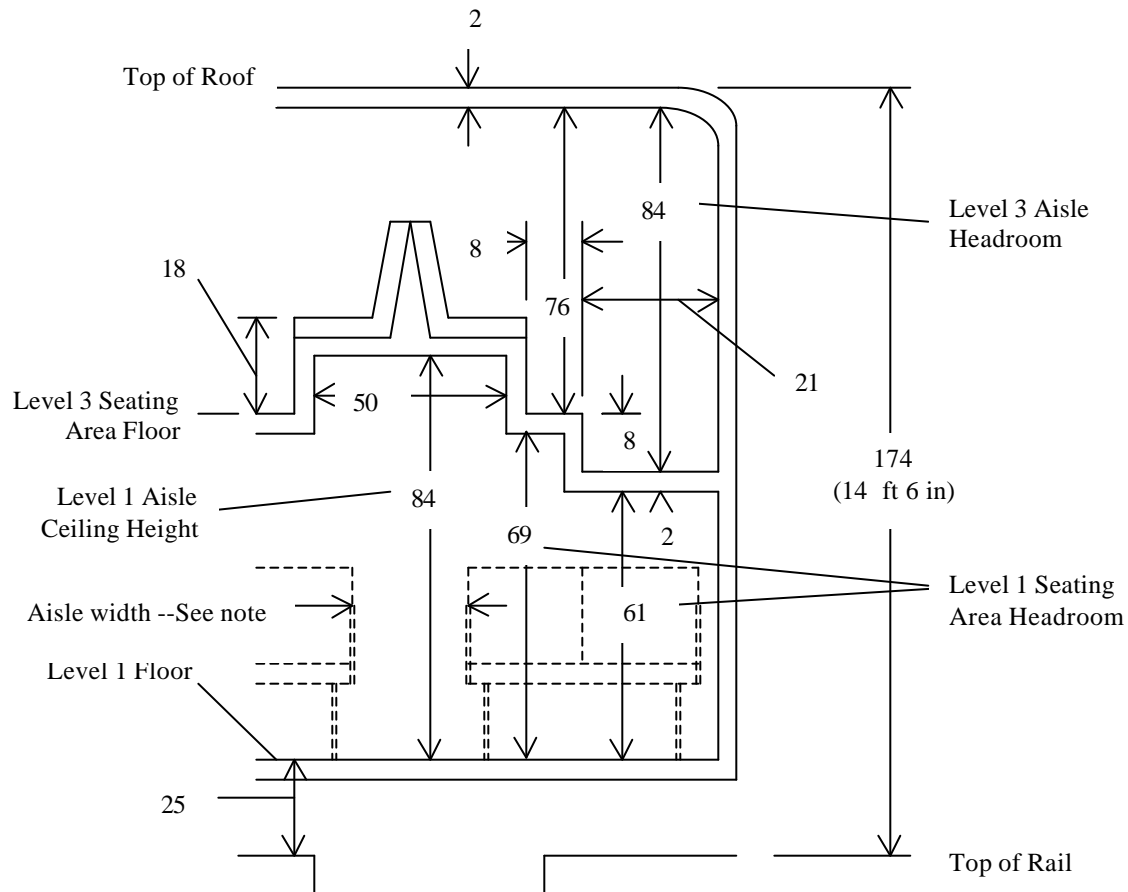 2
Top of Roof
84
Level 3 Aisle
Headroom
8
18
76
21
Level 3 Seating
Area Floor
50
8
174
(14 ft 6 in)
Level 1 Aisle
Ceiling Height
84
69
2
Level 1 Seating
Area Headroom
Aisle width --See note
61
Level 1 Floor
25
Top of Rail